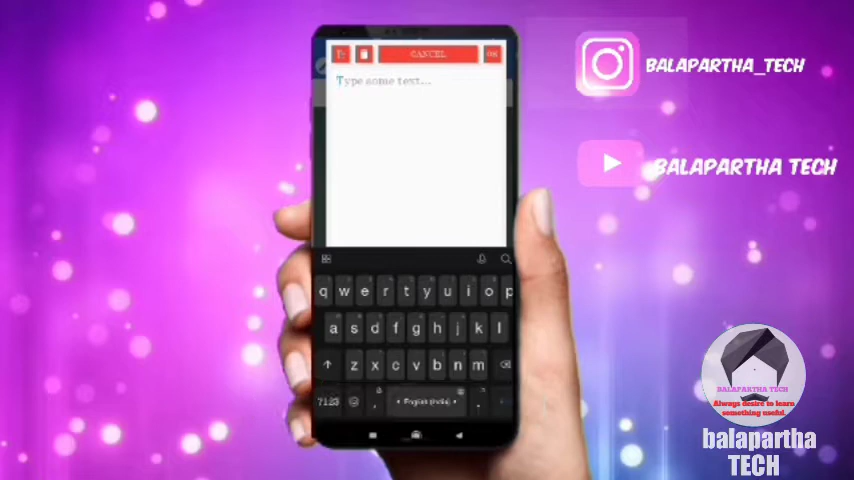 CANCEL
OK
Type some text...
BALAPARTHA_TECH
BALAPARTHA TECH
q w e r t y u i o p
a s d f g h j k l
z x c v b n m
?123
,
English (India)
.
BALAPARTHA TECH
Always desire to learn
something useful
balapartha
TECH